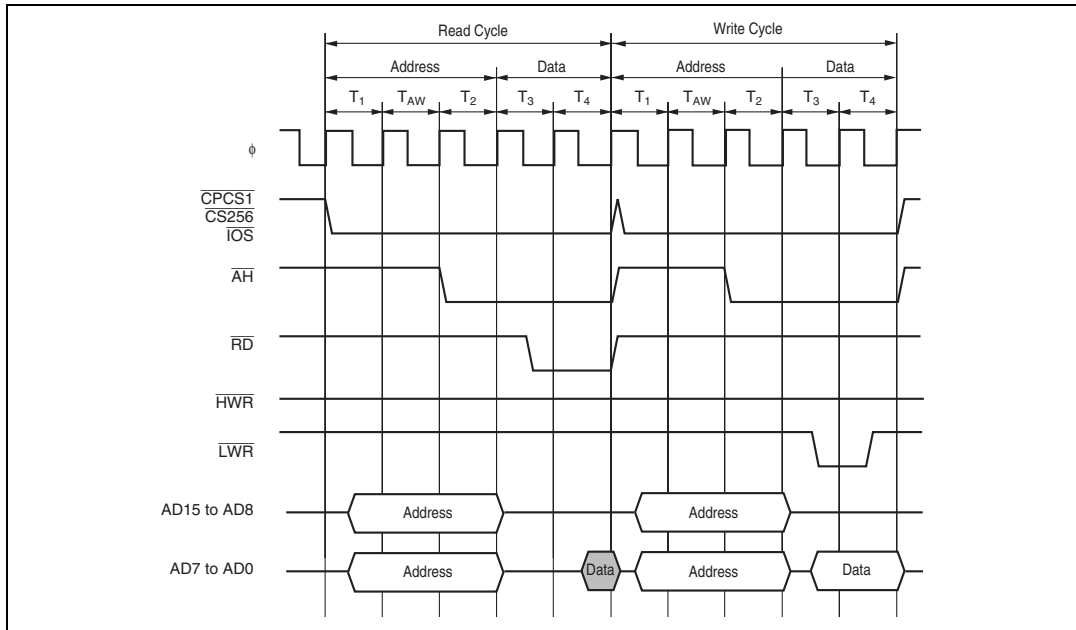 Read Cycle Write Cycle
Address Data Address Data
T1 TAW T2 T3 T4 T1 TAW T2 T3 T4
ϕ
CPCS1
CS256
IOS
AH
RD
HWR
LWR
AD15 to AD8 Address Address
AD7 to AD0 Address Data Address Data